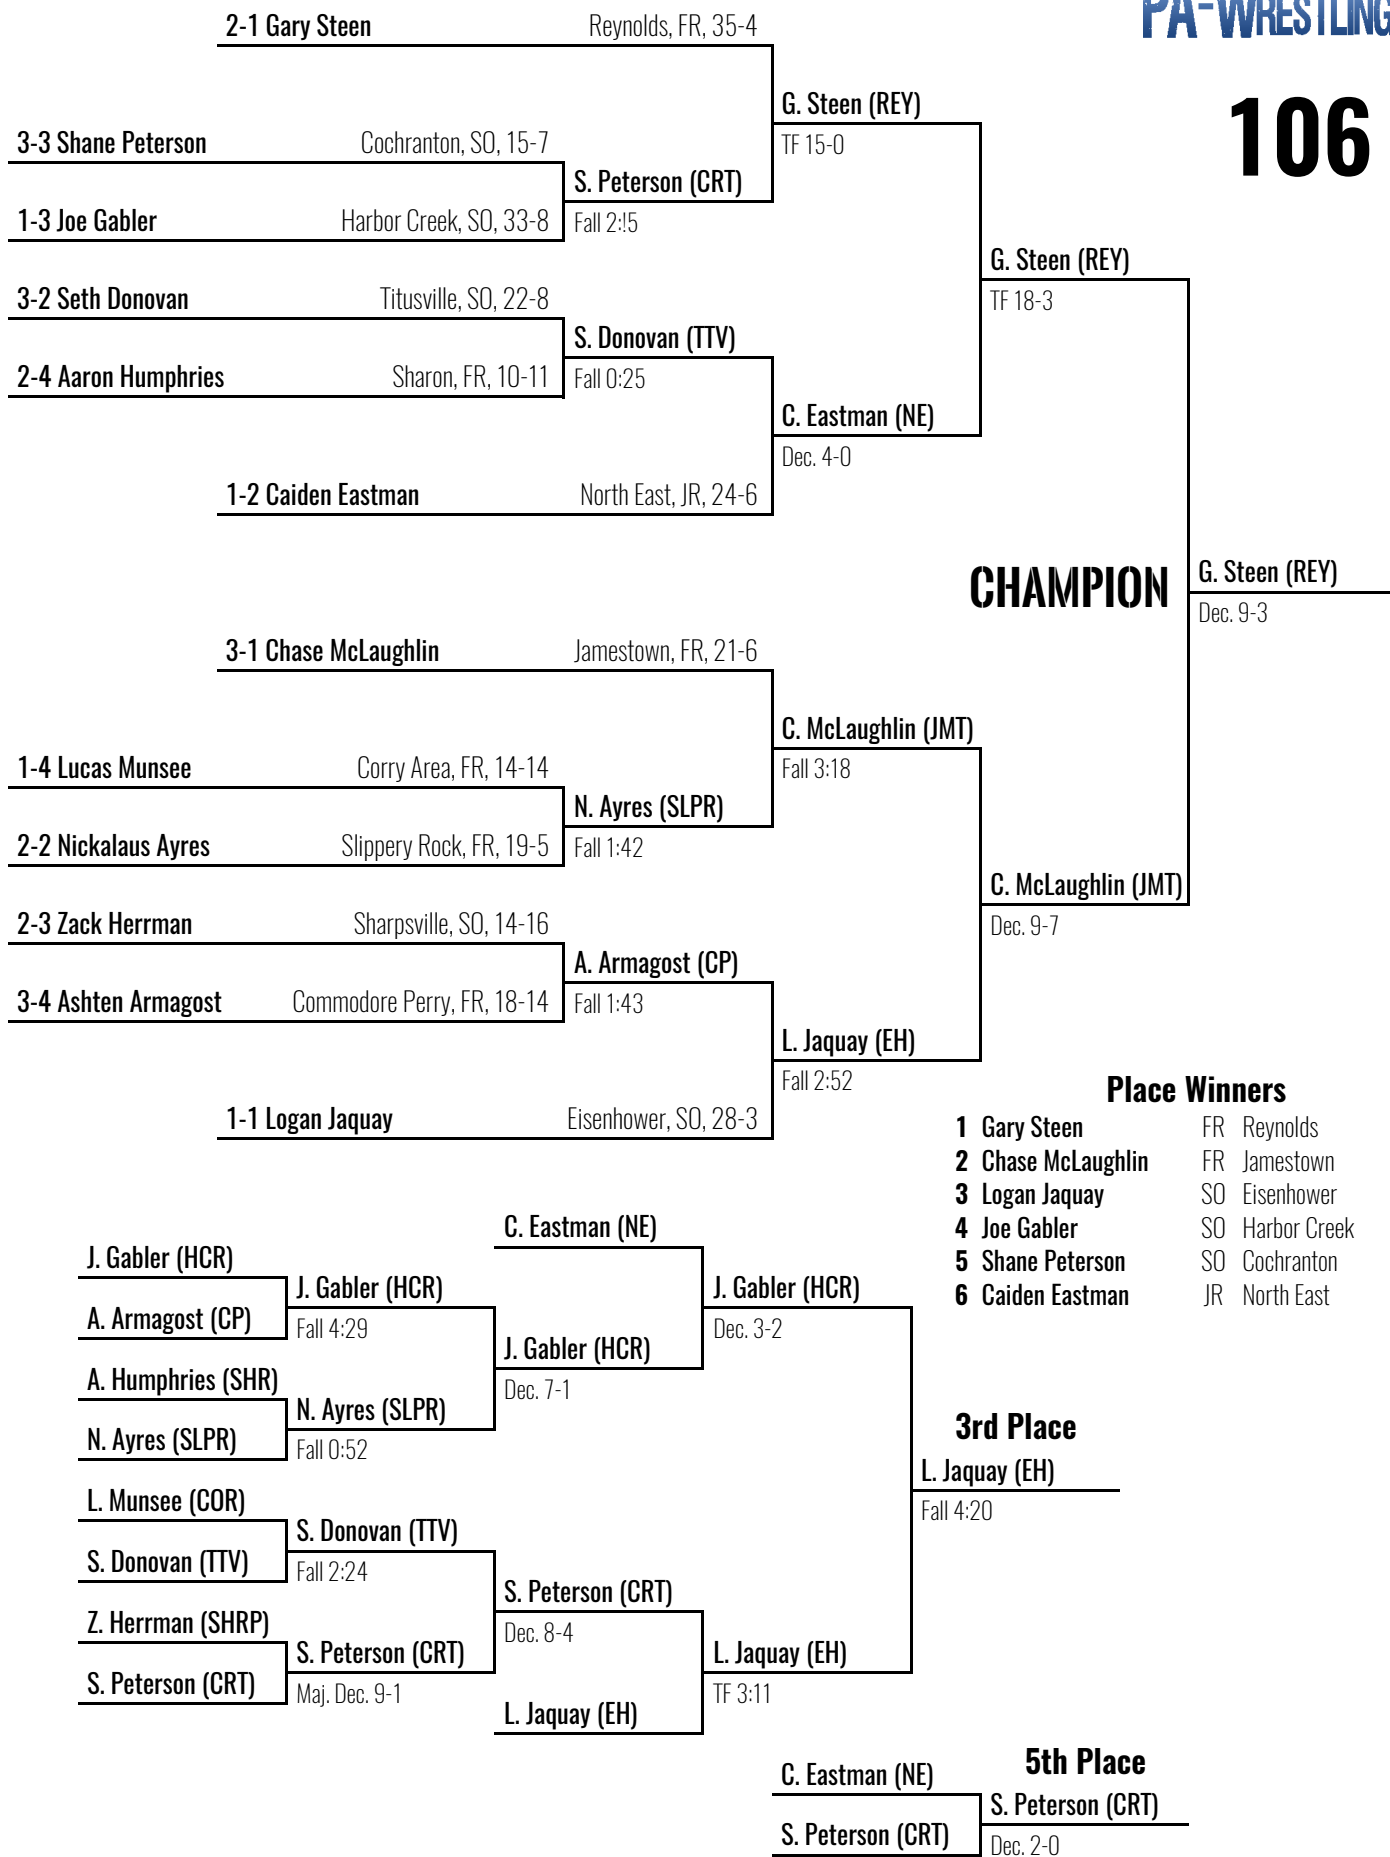 PA-WRESTLING
106
2-1 Gary Steen Reynolds, FR, 35-4
G. Steen (REY)
TF 15-0
3-3 Shane Peterson Cochranton, SO, 15-7
S. Peterson (CRT)
Fall 2:!5
1-3 Joe Gabler Harbor Creek, SO, 33-8
G. Steen (REY)
TF 18-3
3-2 Seth Donovan Titusville, SO, 22-8
S. Donovan (TTV)
Fall 0:25
2-4 Aaron Humphries Sharon, FR, 10-11
C. Eastman (NE)
Dec. 4-0
1-2 Caiden Eastman North East, JR, 24-6
CHAMPION
G. Steen (REY)
Dec. 9-3
3-1 Chase McLaughlin Jamestown, FR, 21-6
C. McLaughlin (JMT)
Fall 3:18
1-4 Lucas Munsee Corry Area, FR, 14-14
N. Ayres (SLPR)
Fall 1:42
2-2 Nickalaus Ayres Slippery Rock, FR, 19-5
C. McLaughlin (JMT)
Dec. 9-7
2-3 Zack Herrman Sharpsville, SO, 14-16
A. Armagost (CP)
Fall 1:43
3-4 Ashten Armagost Commodore Perry, FR, 18-14
L. Jaquay (EH)
Fall 2:52
1-1 Logan Jaquay Eisenhower, SO, 28-3
Place Winners
1 Gary Steen FR Reynolds
2 Chase McLaughlin FR Jamestown
3 Logan Jaquay SO Eisenhower
4 Joe Gabler SO Harbor Creek
5 Shane Peterson SO Cochranton
6 Caiden Eastman JR North East
C. Eastman (NE)
J. Gabler (HCR)
J. Gabler (HCR)
Fall 4:29
A. Armagost (CP)
J. Gabler (HCR)
Dec. 3-2
J. Gabler (HCR)
Dec. 7-1
A. Humphries (SHR)
N. Ayres (SLPR)
Fall 0:52
N. Ayres (SLPR)
3rd Place
L. Jaquay (EH)
Fall 4:20
L. Munsee (COR)
S. Donovan (TTV)
Fall 2:24
S. Donovan (TTV)
S. Peterson (CRT)
Dec. 8-4
Z. Herrman (SHRP)
S. Peterson (CRT)
Maj. Dec. 9-1
S. Peterson (CRT)
L. Jaquay (EH)
TF 3:11
L. Jaquay (EH)
5th Place
C. Eastman (NE)
S. Peterson (CRT)
Dec. 2-0
S. Peterson (CRT)